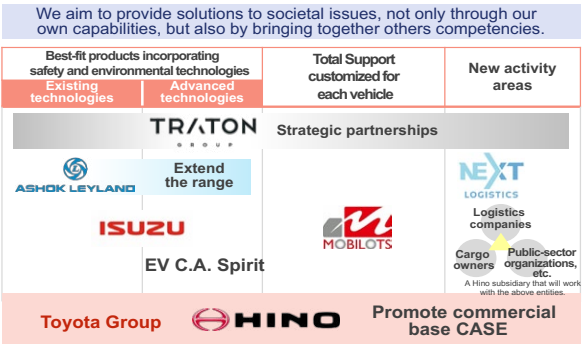 We aim to provide solutions to societal issues, not only through our
own capabilities, but also by bringing together others competencies.
Best-fit products incorporating
safety and environmental technologies
Existing
technologies
Advanced
technologies
Total Support
customized for
each vehicle
New activity
areas
TRATON
GROUP
Strategic partnerships
ASHOK LEYLAND
Extend
the range
NEXT
LOGISTICS
ISUZU
MOBILOTS
Logistics
companies
Cargo
owners
Public-sector
organizations,
etc.
EV C.A. Spirit
A Hino subsidiary that will work
with the above entities.
Toyota Group
HINO
Promote commercial
base CASE